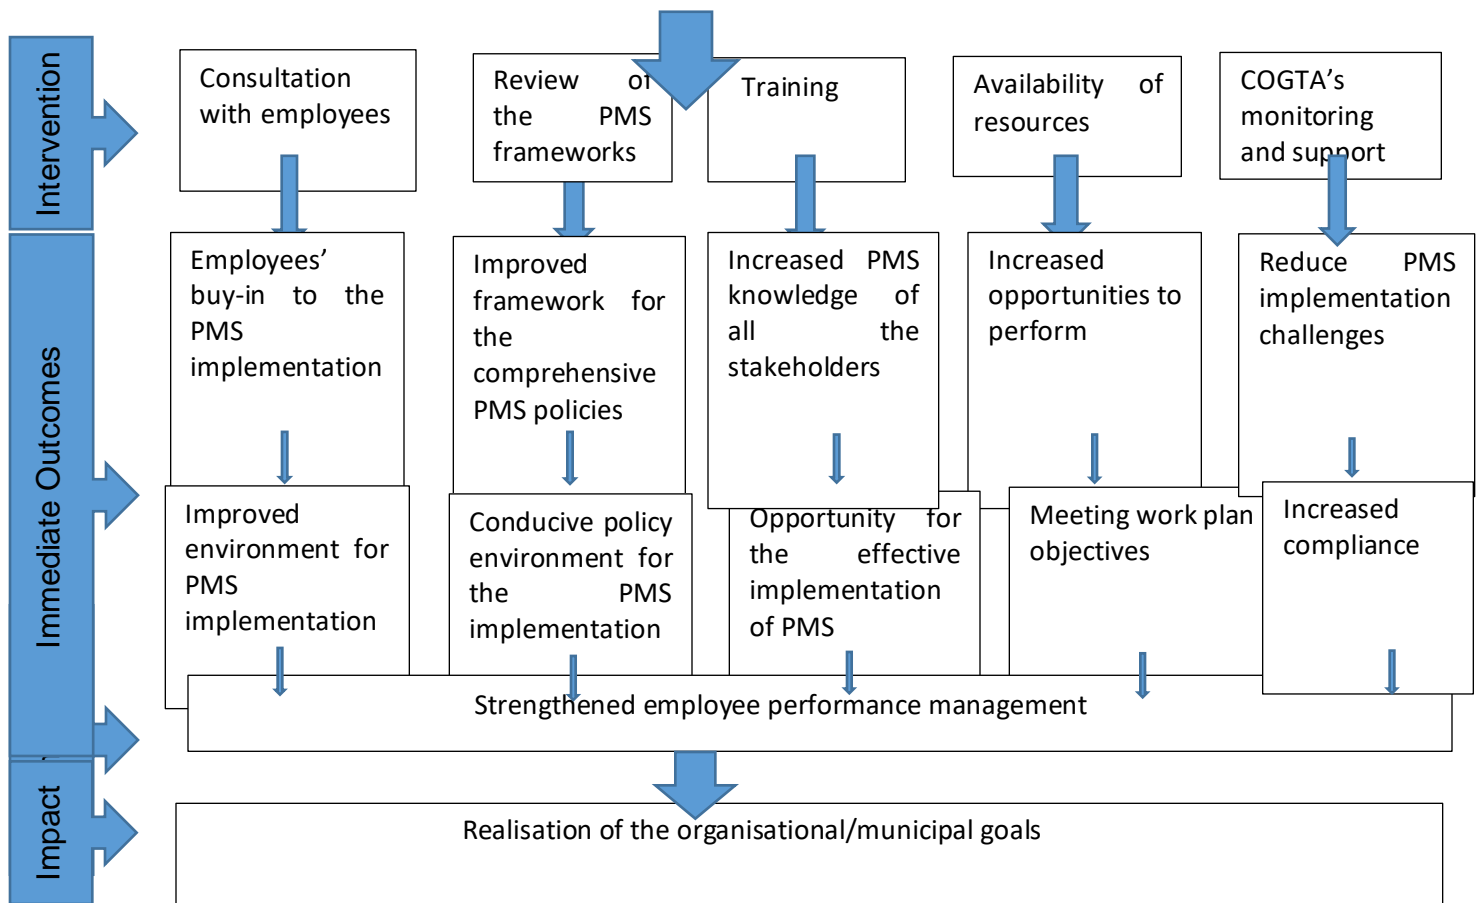 Intervention
Consultation
with employees
Review of
the PMS
frameworks
Training
Availability of
resources
COGTA's
monitoring
and support
Immediate Outcomes
Employees'
buy-in to the
PMS
implementation
Improved
framework for
the
comprehensive
PMS policies
Increased PMS
knowledge of
all the
stakeholders
Increased
opportunities to
perform
Reduce PMS
implementation
challenges
Improved
environment for
PMS
implementation
Conducive policy
environment for
the PMS
implementation
Opportunity for
the effective
implementation
of PMS
Meeting work plan
objectives
Increased
compliance
Strengthened employee performance management
Impact
Realisation of the organisational/municipal goals